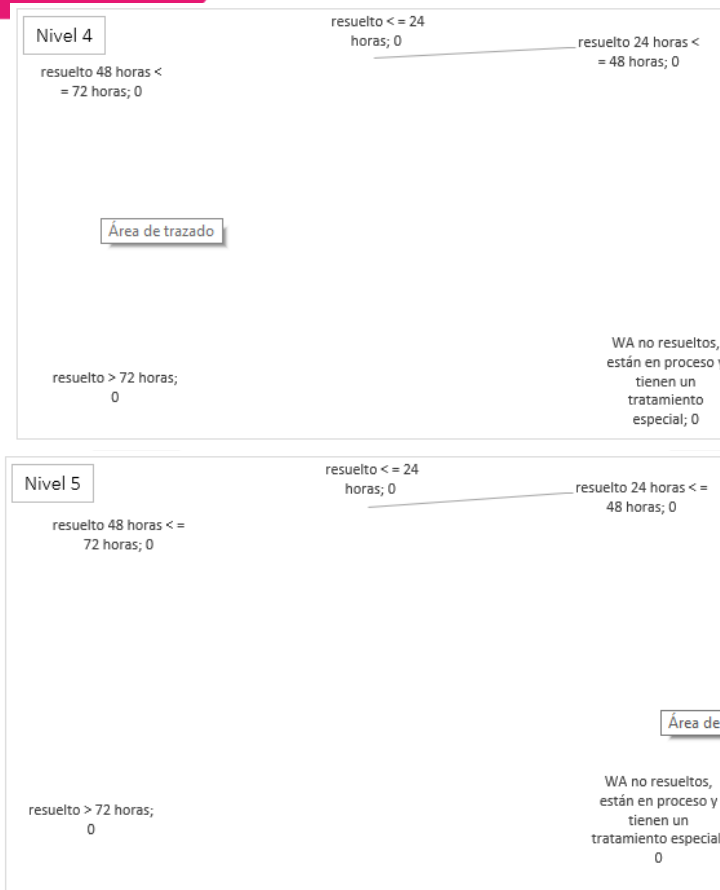 Nivel 4
resuelto < = 24
horas; 0
resuelto 24 horas <
= 48 horas; 0
resuelto 48 horas <
= 72 horas; 0
Área de trazado
WA no resueltos,
están en proceso y
tienen un
tratamiento
especial; 0
resuelto > 72 horas;
0
Nivel 5
resuelto < = 24
horas; 0
resuelto 24 horas < =
48 horas; 0
resuelto 48 horas < =
72 horas; 0
Área de
WA no resueltos,
están en proceso y
tienen un
tratamiento especial
0
resuelto > 72 horas;
0